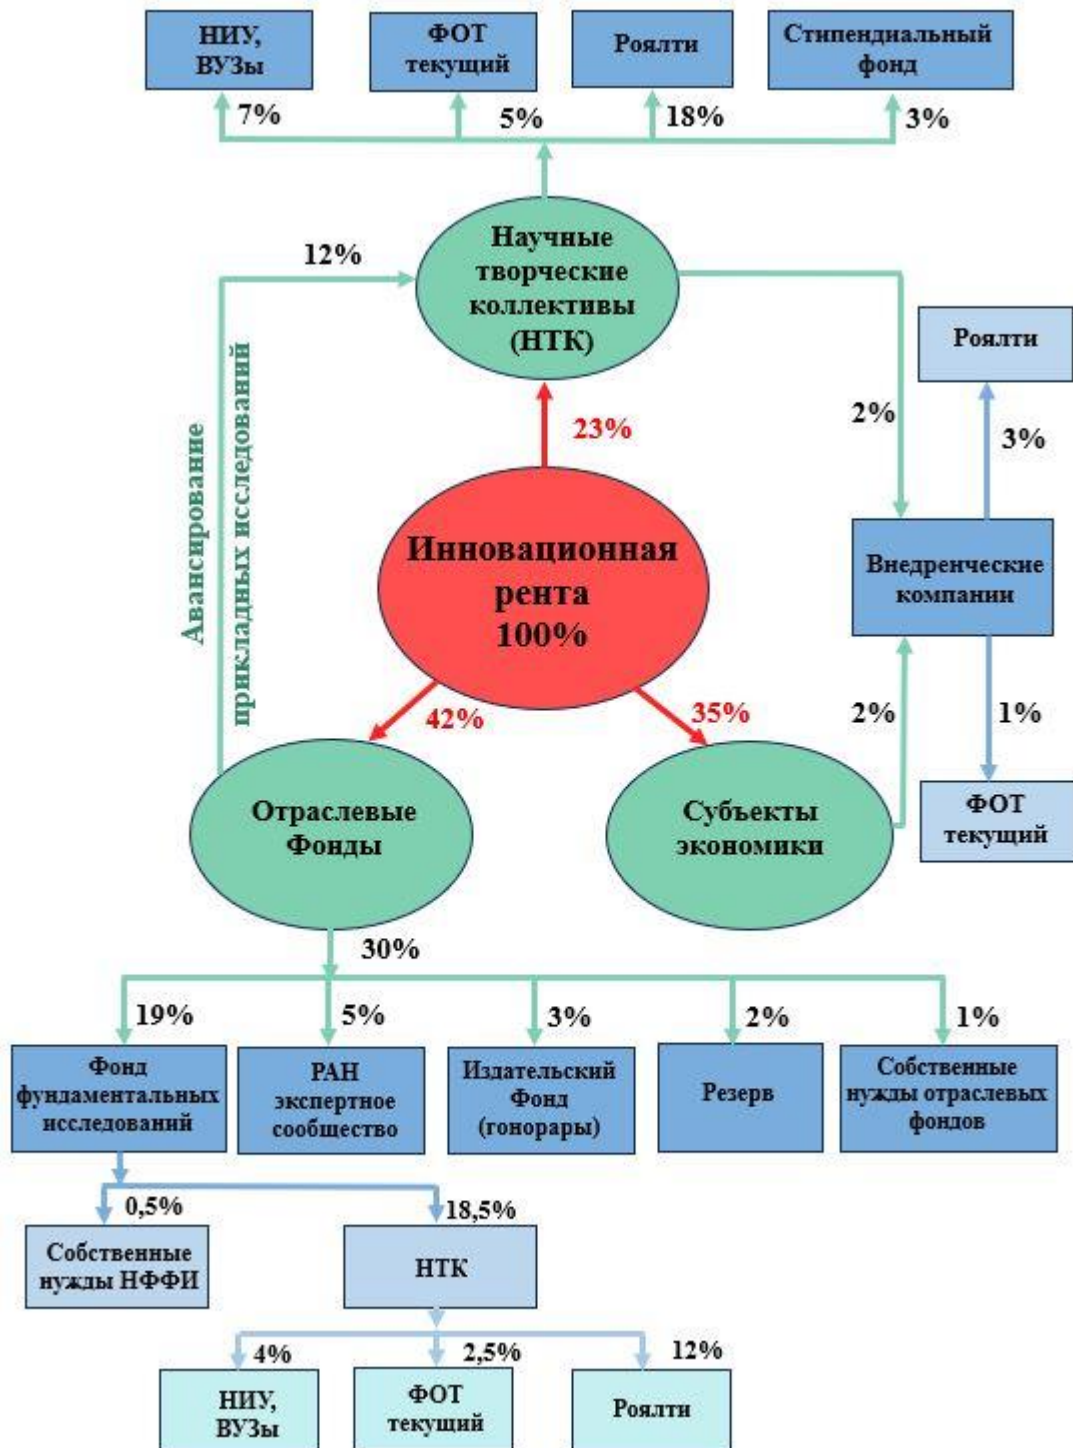 НИУ,
ВУЗы
ФОТ
текущий
Роялти
Стипендиальный
фонд
7%
5%
18%
3%
Научные
творческие
коллективы
(НТК)
12%
Авансирование
прикладных исследований
2%
Роялти
3%
23%
Инновационная
рента
100%
Внедренческие
компании
42%
35%
2%
1%
Отраслевые
Фонды
Субъекты
экономики
ФОТ
текущий
30%
19%
5%
3%
2%
1%
Фонд
фундаментальных
исследований
РАН
экспертное
сообщество
Издательский
Фонд
(гонорары)
Резерв
Собственные
нужды отраслевых
фондов
0,5%
18,5%
Собственные
нужды НФФИ
НТК
4%
2,5%
12%
НИУ,
ВУЗы
ФОТ
текущий
Роялти